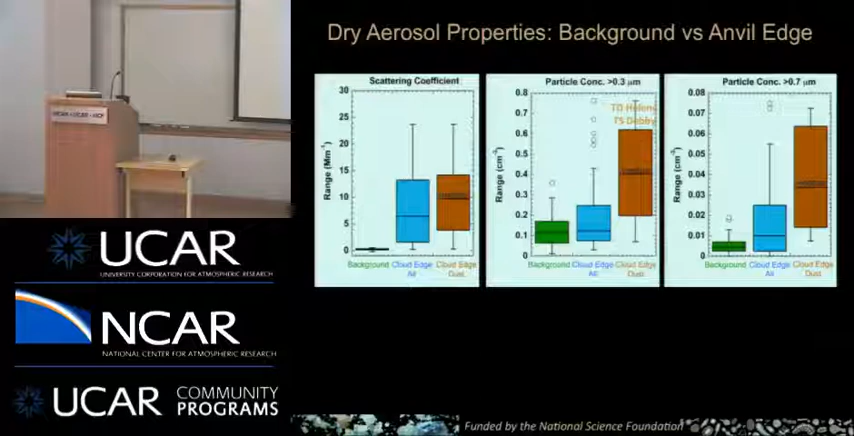 Dry Aerosol Properties: Background vs Anvil Edge
UCAR
UNIVERSITY CORPORATION FOR ATMOSPHERIC RESEARCH
NCAR
NATIONAL CENTER FOR ATMOSPHERIC RESEARCH
UCAR COMMUNITY PROGRAMS
Scattering Coefficient
Range (Mm⁻¹)
30
25
20
15
10
5
0
Background Cloud Edge All Cloud Edge Dust
Particle Conc. >0.3 µm
TD Helene
TS Debby
Range (cm⁻³)
0.8
0.7
0.6
0.5
0.4
0.3
0.2
0.1
0
Background Cloud Edge All Cloud Edge Dust
Particle Conc. >0.7 µm
Range (cm⁻³)
0.08
0.07
0.06
0.05
0.04
0.03
0.02
0.01
0
Background Cloud Edge All Cloud Edge Dust
Funded by the National Science Foundation